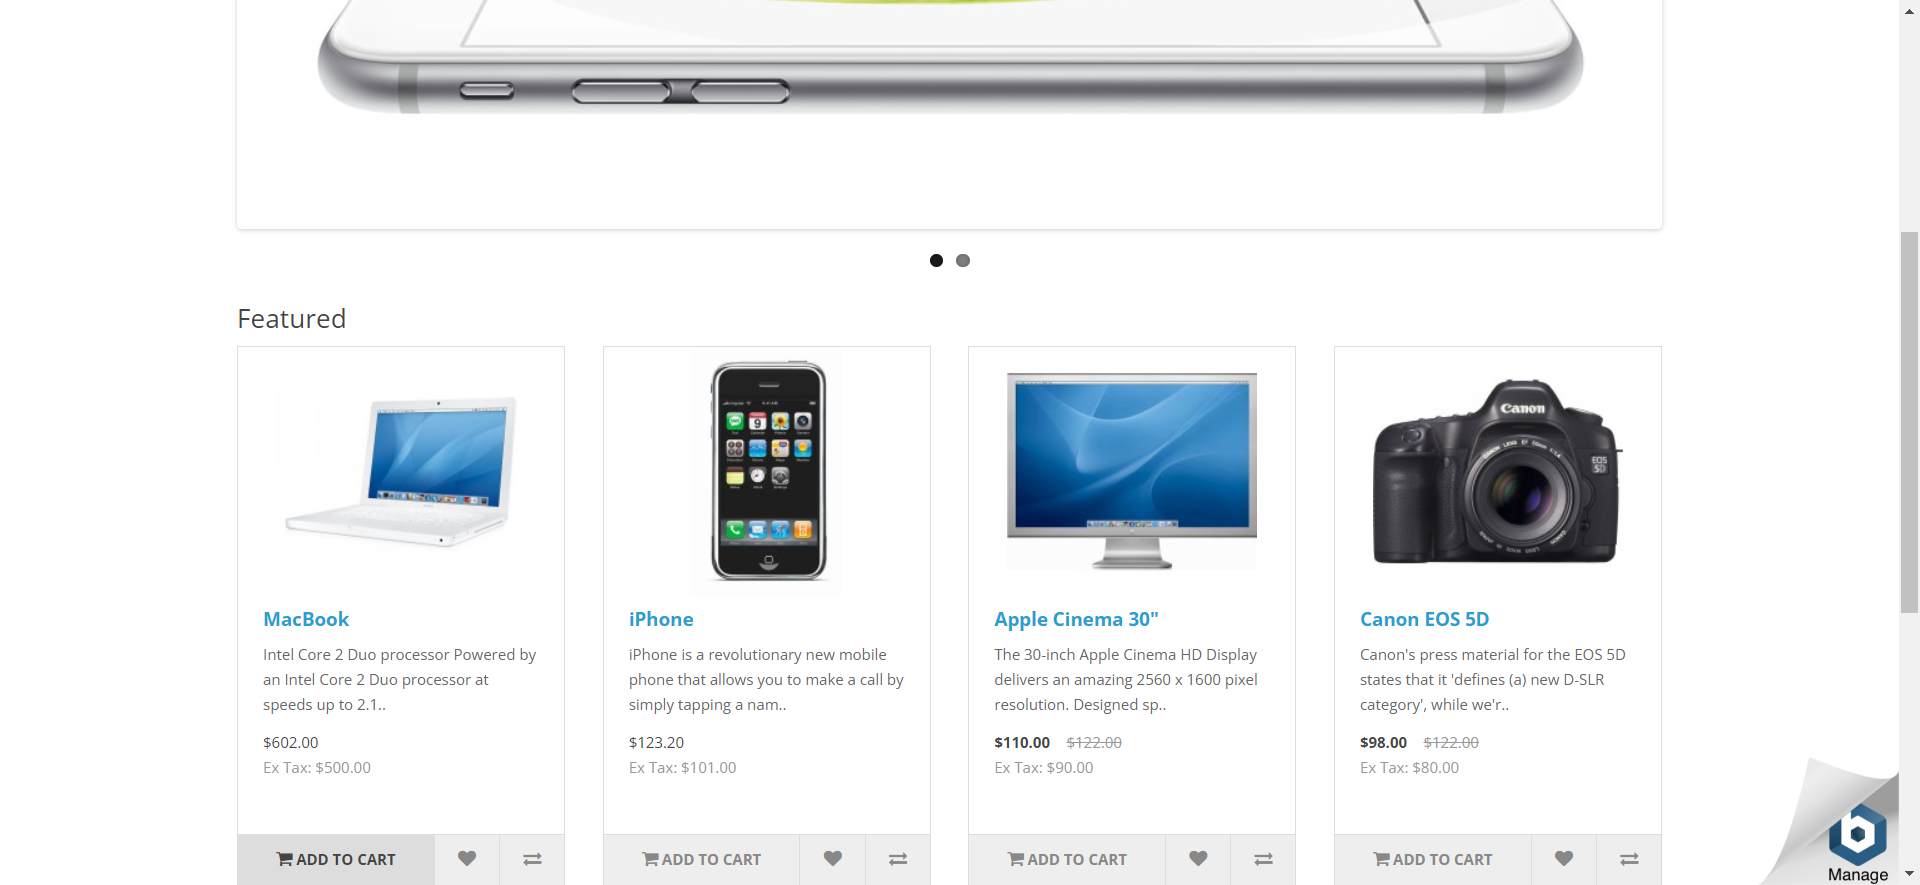 Featured
Canon
EOS
5D
MacBook
Intel Core 2 Duo processor Powered by
an Intel Core 2 Duo processor at
speeds up to 2.1..
$602.00
Ex Tax: $500.00
ADD TO CART
iPhone
iPhone is a revolutionary new mobile
phone that allows you to make a call by
simply tapping a nam..
$123.20
Ex Tax: $101.00
ADD TO CART
Apple Cinema 30"
The 30-inch Apple Cinema HD Display
delivers an amazing 2560 x 1600 pixel
resolution. Designed sp..
$110.00 $122.00
Ex Tax: $90.00
ADD TO CART
Canon EOS 5D
Canon's press material for the EOS 5D
states that it 'defines (a) new D-SLR
category', while we'r..
$98.00 $122.00
Ex Tax: $80.00
ADD TO CART
b
Manage